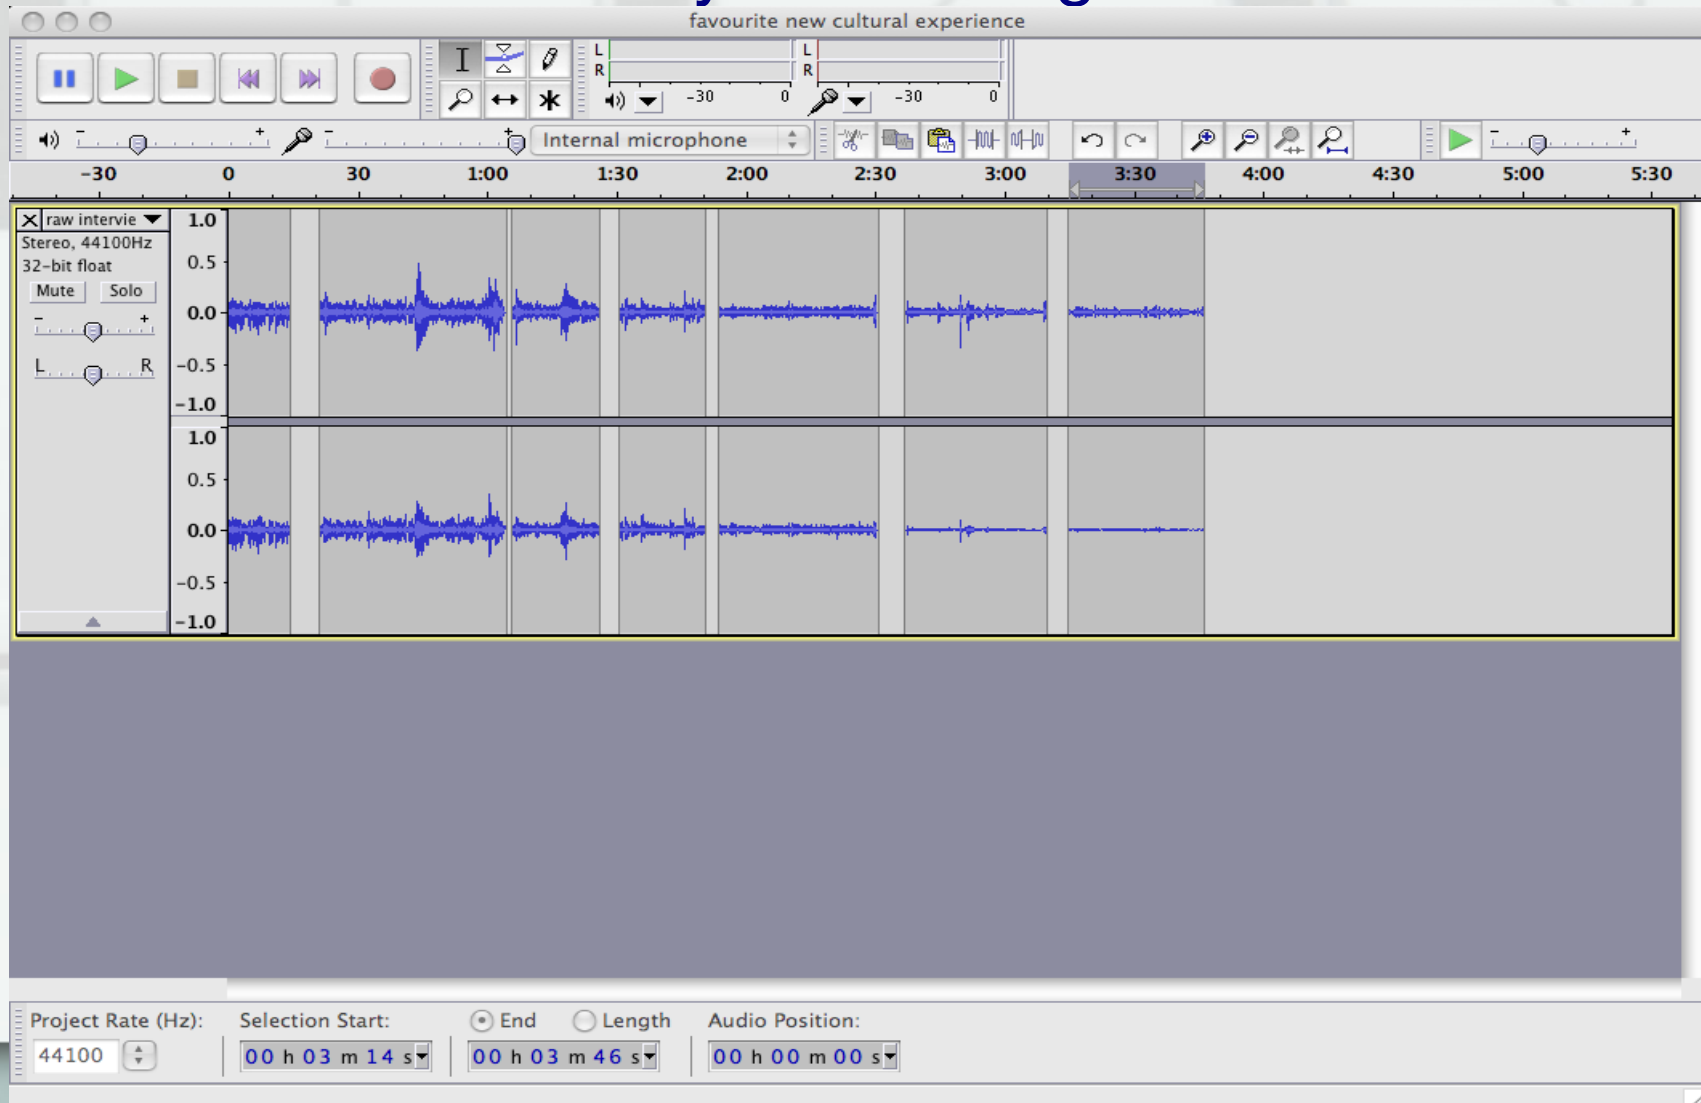 favourite new cultural experience
L
R
-30 0
L
R
-30 0
- + - + Internal microphone - +
-30 0 30 1:00 1:30 2:00 2:30 3:00 3:30 4:00 4:30 5:00 5:30
X raw intervie
Stereo, 44100Hz
32-bit float
Mute Solo
- +
L R
1.0
0.5
0.0
-0.5
-1.0
1.0
0.5
0.0
-0.5
-1.0
Project Rate (Hz): Selection Start: End Length Audio Position:
44100 00 h 03 m 14 s 00 h 03 m 46 s 00 h 00 m 00 s